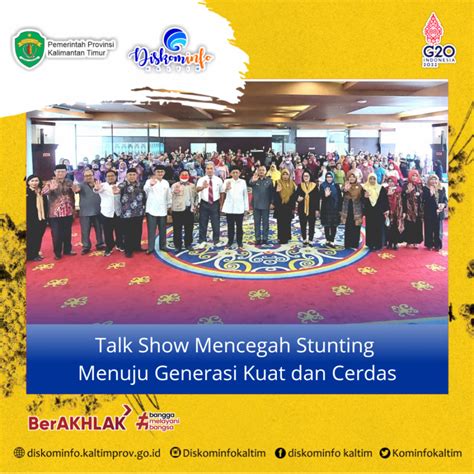 Pemerintah Provinsi
Kalimantan Timur
Diskominfo
G20
INDONESIA
2022
Talk Show Mencegah Stunting
Menuju Generasi Kuat dan Cerdas
BerAKHLAK
#bangga
melayani
bangsa
diskominfo.kaltimprov.go.id
Diskominfokaltim
diskominfo kaltim
Kominfokaltim